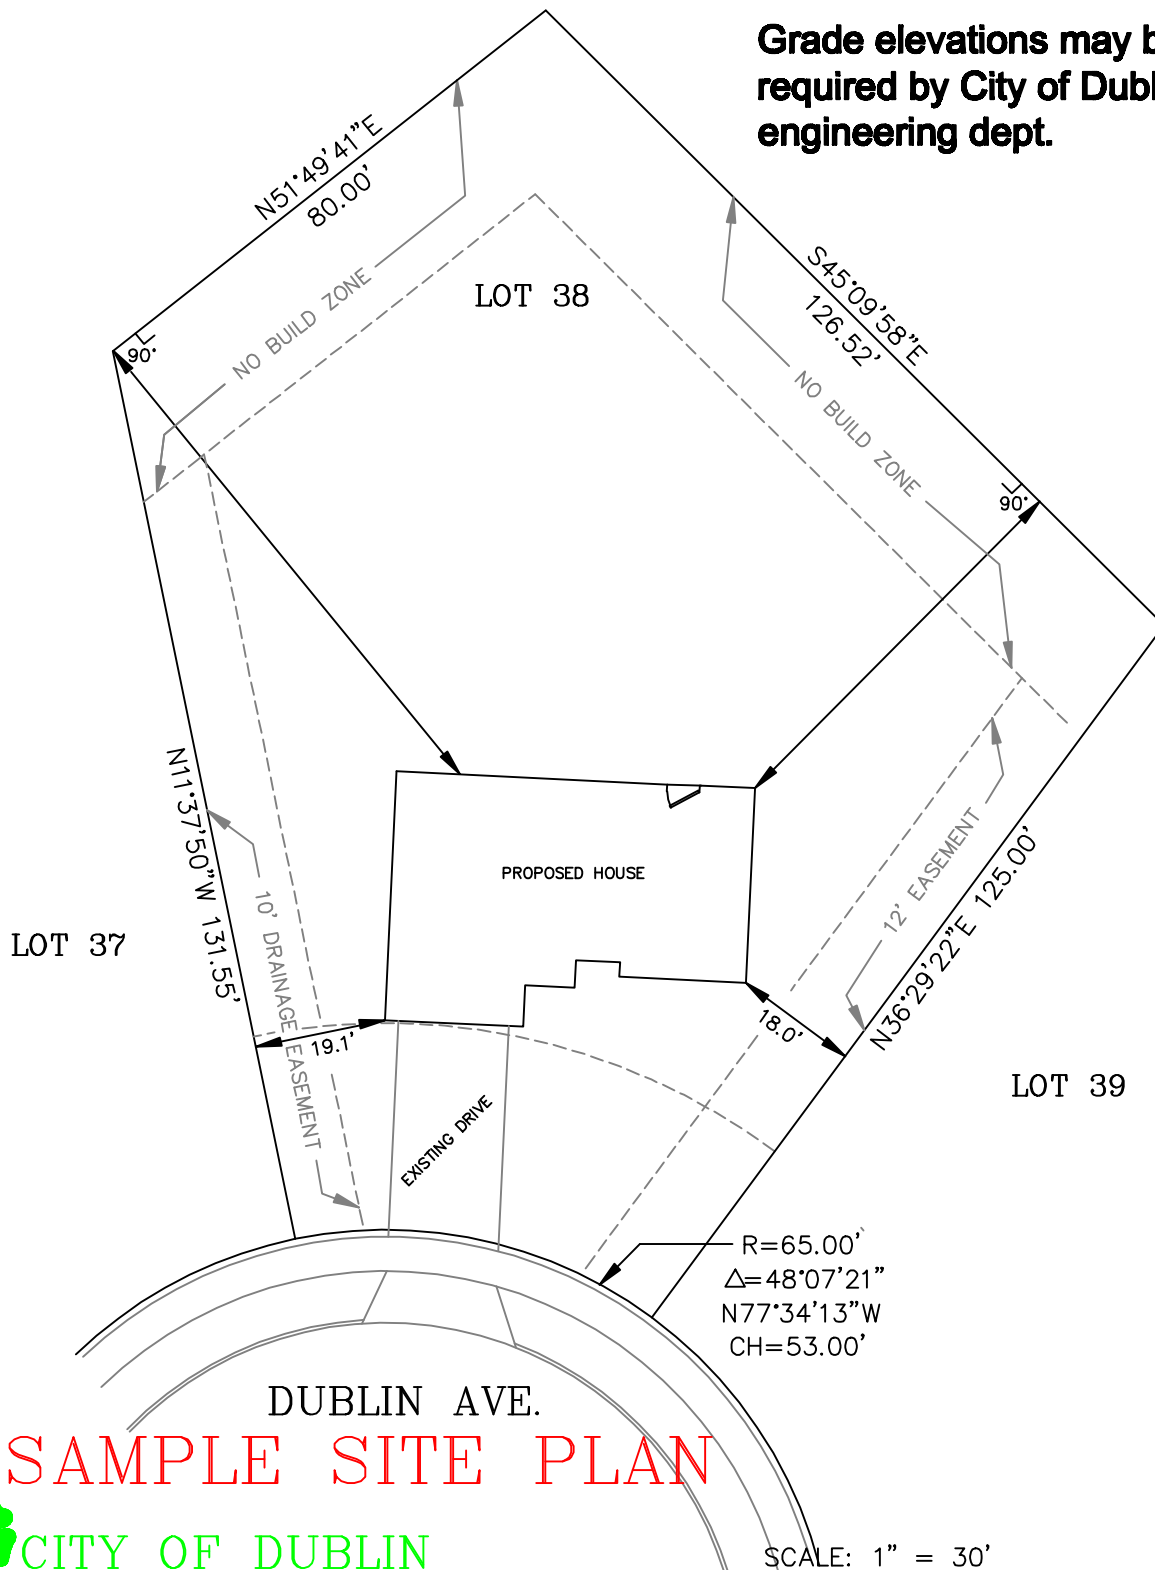 Grade elevations may b
required by City of Dubl
engineering dept.
N51°49'41"E
80.00'
NO BUILD ZONE
LOT 38
S45°09'58"E
126.52'
NO BUILD ZONE
90°
90°
N11°37'50"W 131.55'
10' DRAINAGE EASEMENT
PROPOSED HOUSE
12' EASEMENT
N36°29'22"E 125.00'
LOT 37
19.1'
18.0'
LOT 39
EXISTING DRIVE
R=65.00'
Δ=48°07'21"
N77°34'13"W
CH=53.00'
DUBLIN AVE.
SAMPLE SITE PLAN
CITY OF DUBLIN
SCALE: 1" = 30'